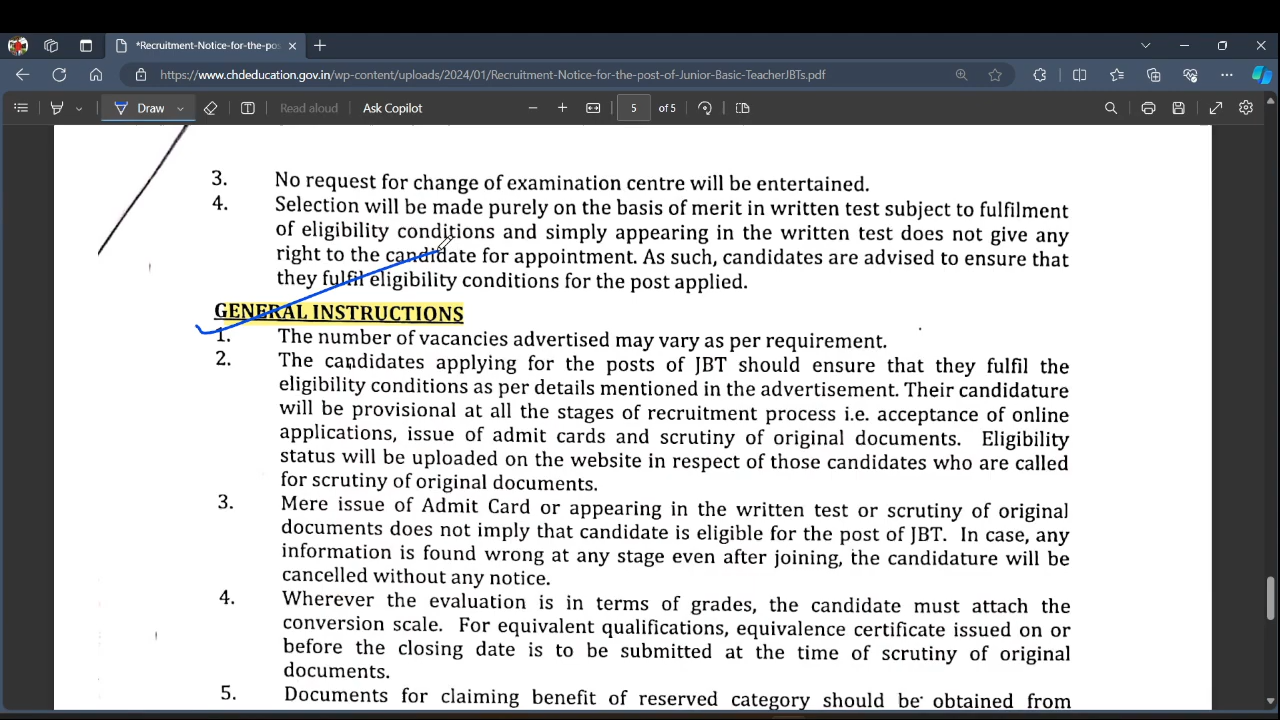 *Recruitment-Notice-for-the-po
https://www.chdeducation.gov.in/wp-content/uploads/2024/01/Recruitment-Notice-for-the-post-of-Junior-Basic-TeacherJBTs.pdf
Draw
Read aloud
Ask Copilot
5 of 5
3. No request for change of examination centre will be entertained.
4. Selection will be made purely on the basis of merit in written test subject to fulfilment
of eligibility conditions and simply appearing in the written test does not give any
right to the candidate for appointment. As such, candidates are advised to ensure that
they fulfil eligibility conditions for the post applied.
GENERAL INSTRUCTIONS
1. The number of vacancies advertised may vary as per requirement.
2. The candidates applying for the posts of JBT should ensure that they fulfil the
eligibility conditions as per details mentioned in the advertisement. Their candidature
will be provisional at all the stages of recruitment process i.e. acceptance of online
applications, issue of admit cards and scrutiny of original documents. Eligibility
status will be uploaded on the website in respect of those candidates who are called
for scrutiny of original documents.
3. Mere issue of Admit Card or appearing in the written test or scrutiny of original
documents does not imply that candidate is eligible for the post of JBT. In case, any
information is found wrong at any stage even after joining, the candidature will be
cancelled without any notice.
4. Wherever the evaluation is in terms of grades, the candidate must attach the
conversion scale. For equivalent qualifications, equivalence certificate issued on or
before the closing date is to be submitted at the time of scrutiny of original
documents.
5. Documents for claiming benefit of reserved category should be obtained from